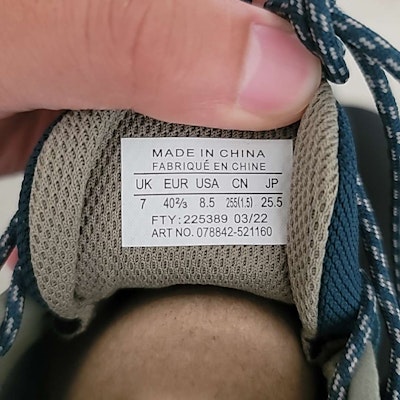 MADE IN CHINA
FABRIQUÉ EN CHINE
UK EUR USA CN JP
7 40⅔ 8.5 255(1.5) 25.5
FTY: 225389 03/22
ART NO. 078842-521160